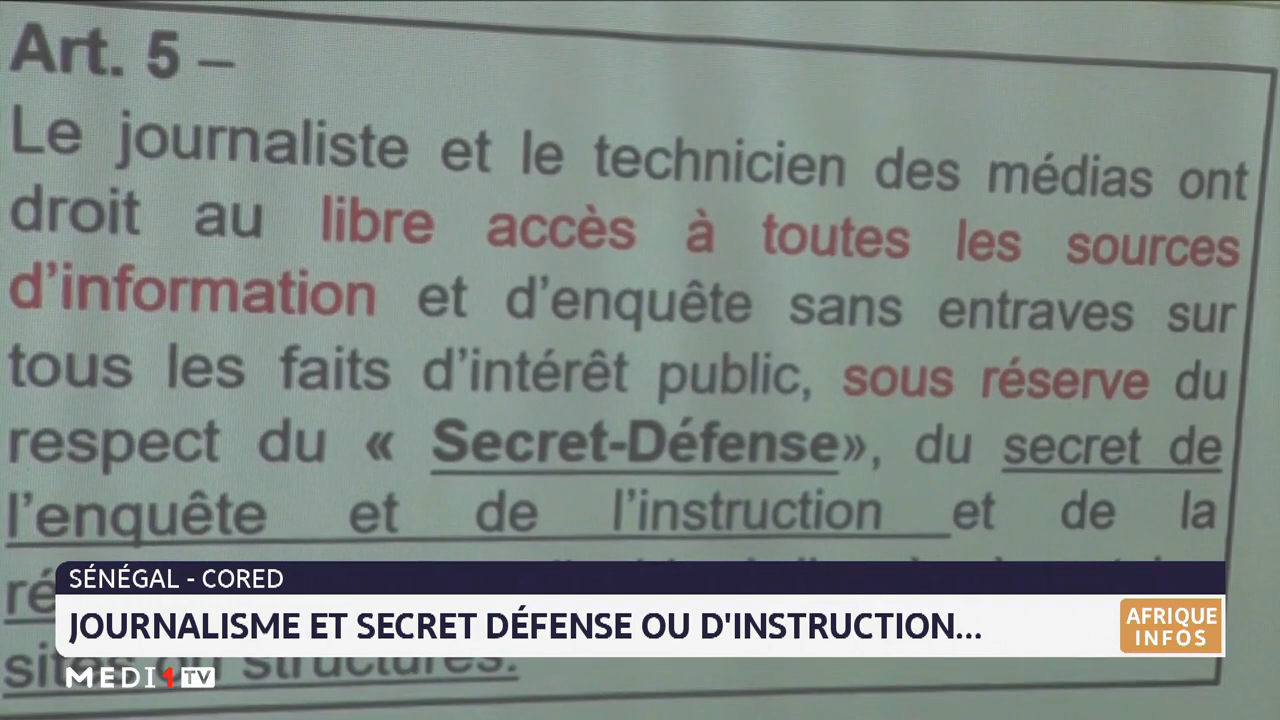 Art. 5 –
Le journaliste et le technicien des médias ont
droit au libre accès à toutes les sources
d'information et d'enquête sans entraves sur
tous les faits d'intérêt public, sous réserve du
respect du « Secret-Défense», du secret de
l'enquête et de l'instruction et de la
SÉNÉGAL - CORED
JOURNALISME ET SECRET DÉFENSE OU D'INSTRUCTION...
AFRIQUE
INFOS
structures.
MEDI1TV